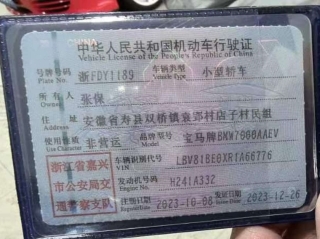 中华人民共和国机动车行驶证
Vehicle License of the People's Republic of China
号牌号码 浙FDY1189 车辆类型 小型轿车
Plate No. Vehicle Type
所有人 张保
Owner
住址 安徽省寿县双桥镇袁郢村店子村民组
Address
使用性质 非营运 品牌型号 宝马牌BMW7000AAEV
Use Character Model
浙江省嘉兴 车辆识别代号
VIN
市公安局交 发动机号码 H241A332
Engine No.
通警察支队 注册日期 2023-10-08 发证日期 2023-12-26
Register Date Issue Date